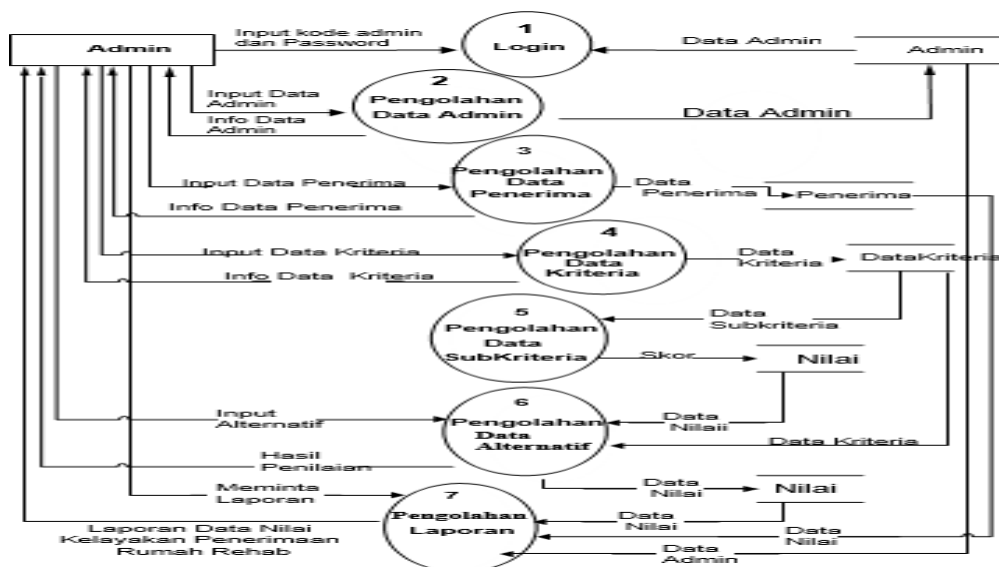 1
Login
Admin
Input kode admin
dan Password
Data Admin
Admin
2
Pengolahan
Data Admin
Input Data
Admin
Info Data
Admin
Data Admin
3
Pengolahan
Data
Penerima
Input Data Penerima
Info Data Penerima
Data
Penerima
Penerima
4
Pengolahan
Data
Kriteria
Input Data Kriteria
Info Data Kriteria
Data
Kriteria
DataKriteria
5
Pengolahan
Data
SubKriteria
Data
Subkriteria
Skor
Nilai
6
Pengolahan
Data
Alternatif
Input
Alternatif
Data
Nilaii
Data Kriteria
Hasil
Penilaian
Data
Nilai
Nilai
7
Pengolahan
Laporan
Meminta
Laporan
Laporan Data Nilai
Kelayakan Penerimaan
Rumah Rehab
Data
Nilai
Data
Nilai
Data
Admin